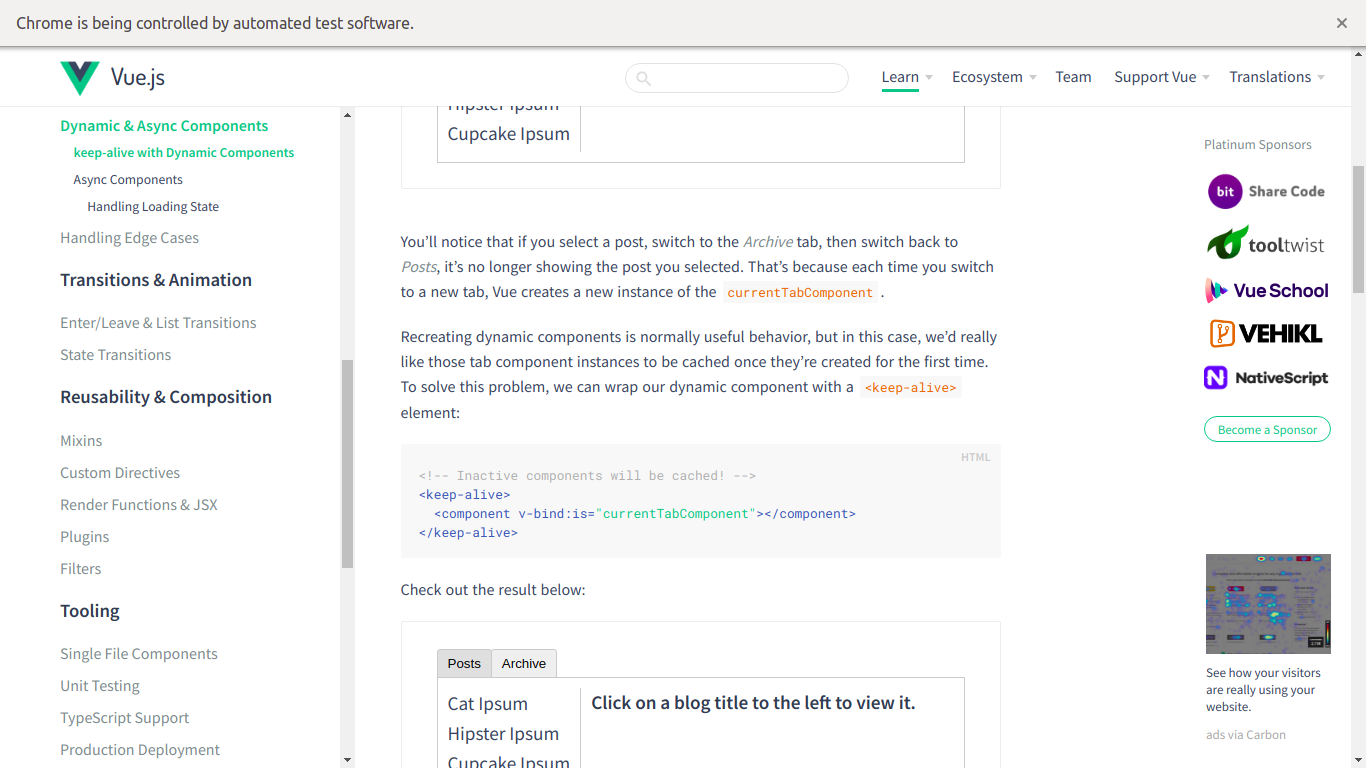 Chrome is being controlled by automated test software.
Vue.js
Learn
Ecosystem
Team
Support Vue
Translations
Dynamic & Async Components
keep-alive with Dynamic Components
Async Components
Handling Loading State
Handling Edge Cases
Transitions & Animation
Enter/Leave & List Transitions
State Transitions
Reusability & Composition
Mixins
Custom Directives
Render Functions & JSX
Plugins
Filters
Tooling
Single File Components
Unit Testing
TypeScript Support
Production Deployment
Hipster Ipsum
Cupcake Ipsum
You’ll notice that if you select a post, switch to the Archive tab, then switch back to
Posts, it’s no longer showing the post you selected. That’s because each time you switch
to a new tab, Vue creates a new instance of the currentTabComponent .
Recreating dynamic components is normally useful behavior, but in this case, we’d really
like those tab component instances to be cached once they’re created for the first time.
To solve this problem, we can wrap our dynamic component with a <keep-alive>
element:
HTML
<!-- Inactive components will be cached! -->
<keep-alive>
  <component v-bind:is="currentTabComponent"></component>
</keep-alive>
Check out the result below:
Posts
Archive
Cat Ipsum
Hipster Ipsum
Cupcake Ipsum
Click on a blog title to the left to view it.
Platinum Sponsors
bit Share Code
tooltwist
Vue School
VEHIKL
N NativeScript
Become a Sponsor
See how your visitors
are really using your
website.
ads via Carbon